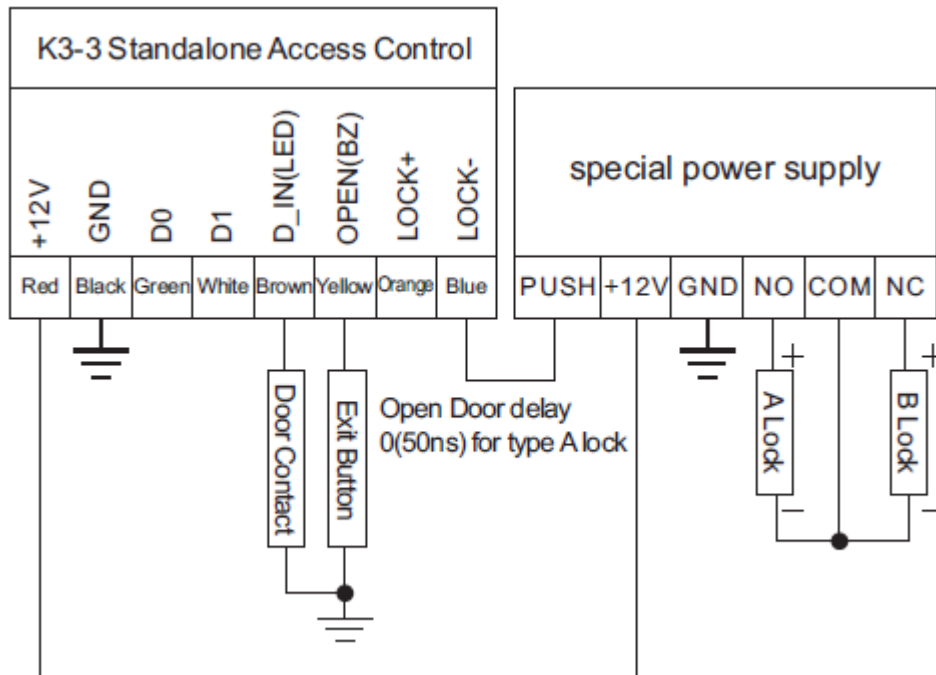 K3-3 Standalone Access Control
+12V
GND
D0
D1
D_IN(LED)
OPEN(BZ)
LOCK+
LOCK-
Red Black Green White Brown Yellow Orange Blue
special power supply
PUSH +12V GND NO COM NC
Door Contact
Exit Button
Open Door delay
0(50ns) for type A lock
+
A Lock
−
+
B Lock
−